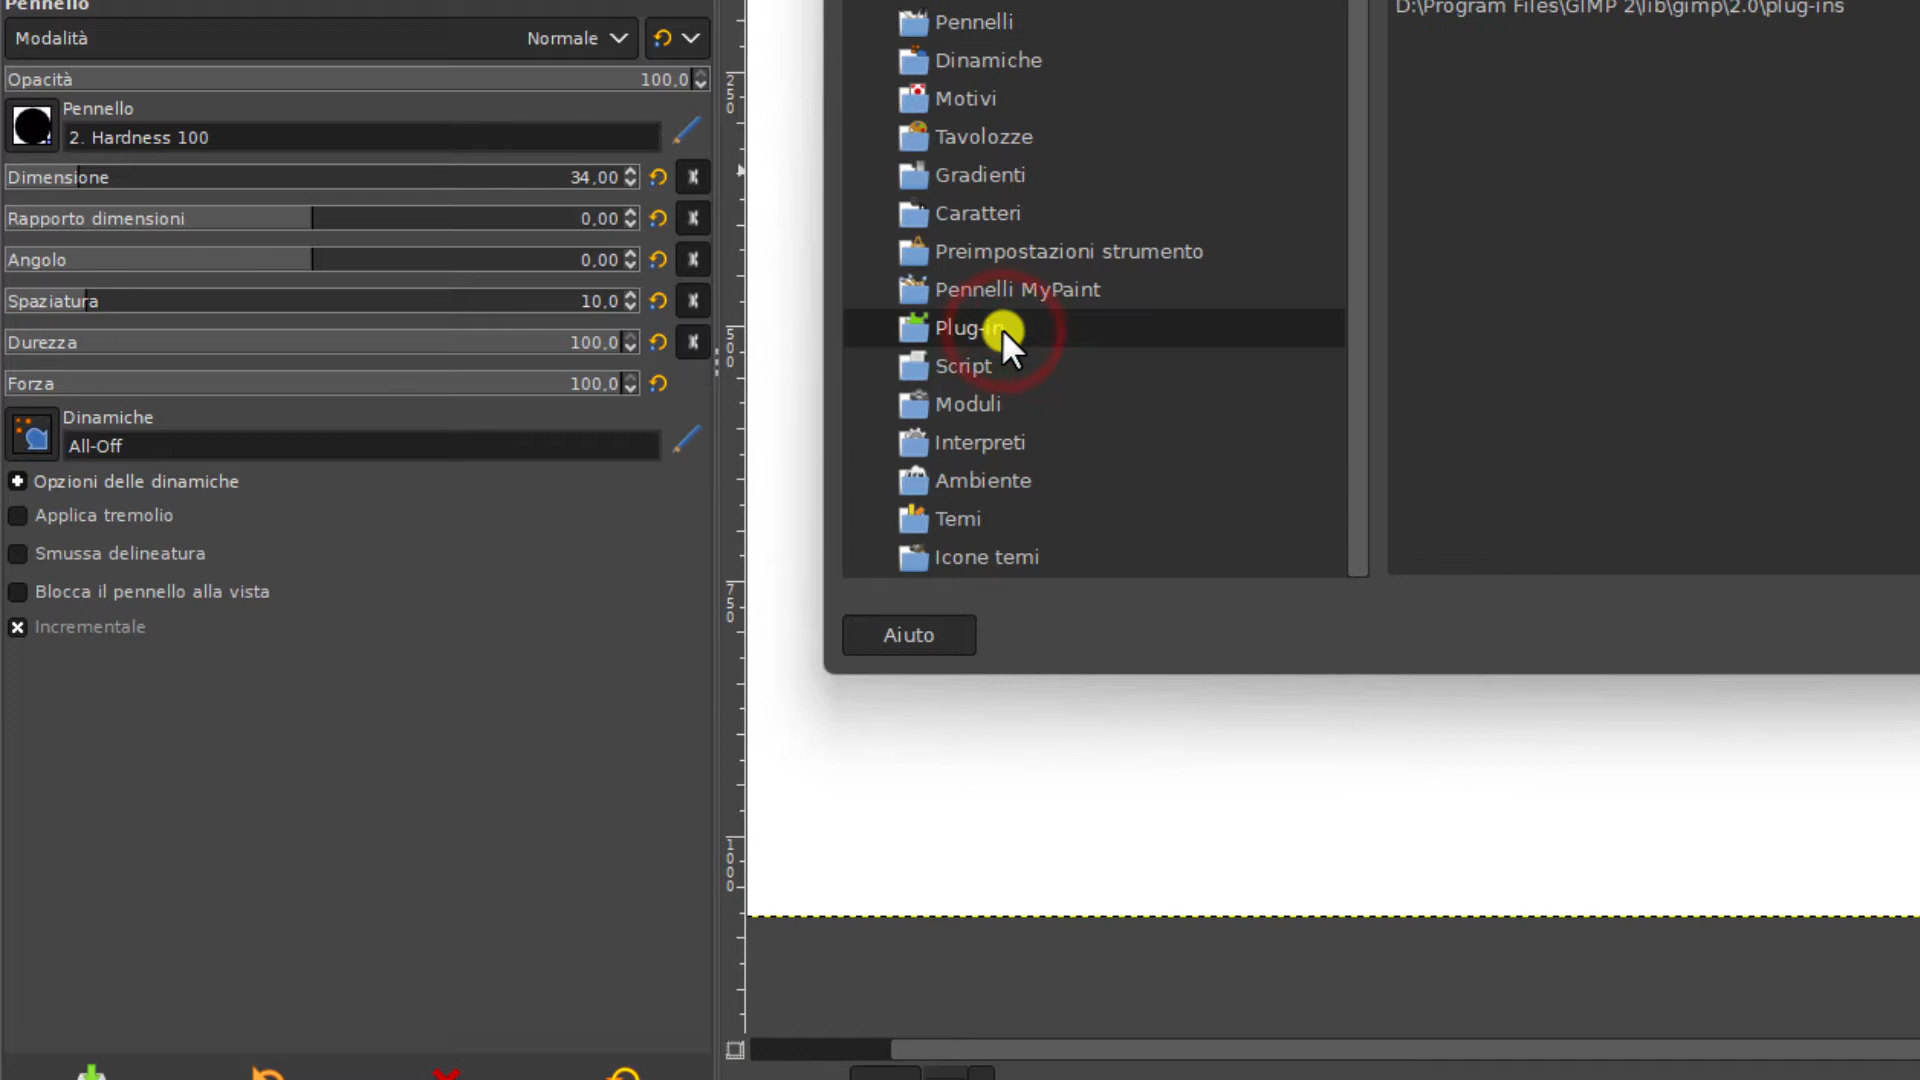 Pennello
Modalità Normale
Opacità 100,0
Pennello
2. Hardness 100
Dimensione 34,00
Rapporto dimensioni 0,00
Angolo 0,00
Spaziatura 10,0
Durezza 100,0
Forza 100,0
Dinamiche
All-Off
Opzioni delle dinamiche
Applica tremolio
Smussa delineatura
Blocca il pennello alla vista
Incrementale
250
500
750
1000
Pennelli
Dinamiche
Motivi
Tavolozze
Gradienti
Caratteri
Preimpostazioni strumento
Pennelli MyPaint
Plug-in
Script
Moduli
Interpreti
Ambiente
Temi
Icone temi
Aiuto
D:\Program Files\GIMP 2\lib\gimp\2.0\plug-ins